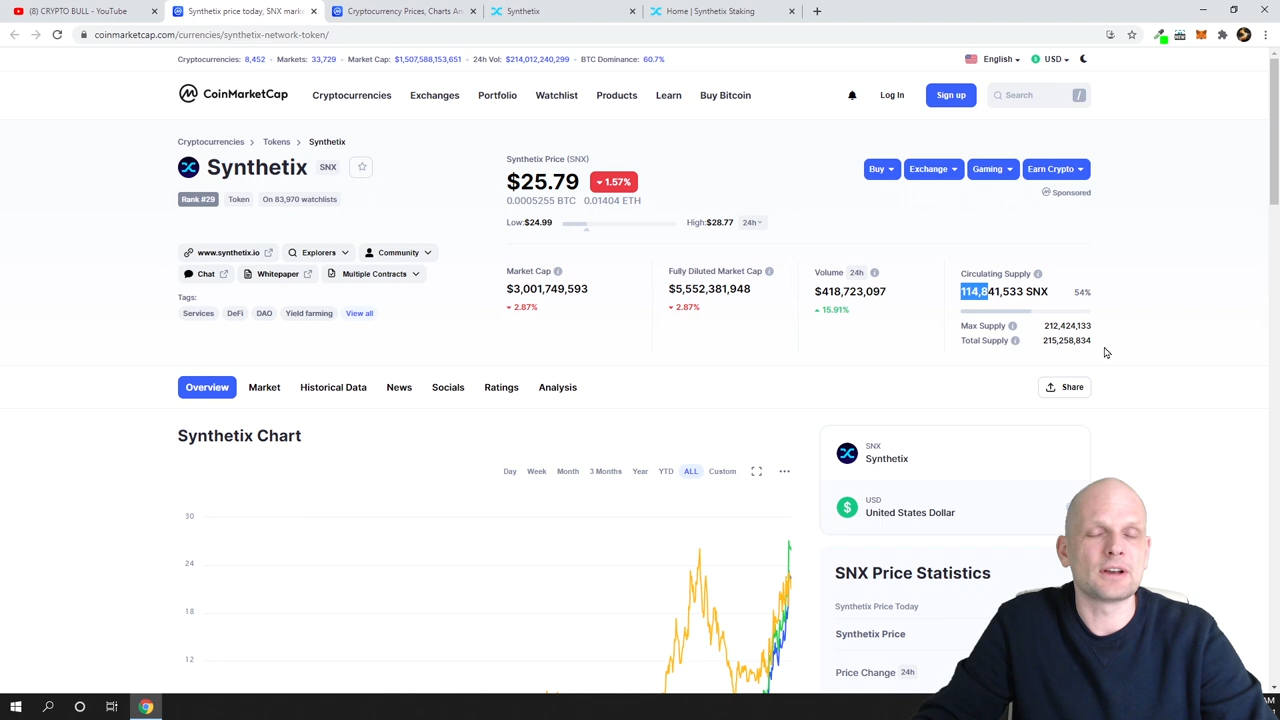 (8) CRYPTO BULL - YouTube
Synthetix price today, SNX mark
Cryptocurrency Prices, Charts An
Synthetix
Home | Synthetix Staking
coinmarketcap.com/currencies/synthetix-network-token/
Cryptocurrencies: 8,452 · Markets: 33,729 · Market Cap: $1,507,588,153,651 · 24h Vol: $214,012,240,299 · BTC Dominance: 60.7%
English
USD
CoinMarketCap
Cryptocurrencies
Exchanges
Portfolio
Watchlist
Products
Learn
Buy Bitcoin
Log In
Sign up
Search
/
Cryptocurrencies > Tokens > Synthetix
Synthetix SNX
Rank #29
Token
On 83,970 watchlists
Synthetix Price (SNX)
$25.79
1.57%
0.0005255 BTC 0.01404 ETH
Low: $24.99
High: $28.77
24h
Buy
Exchange
Gaming
Earn Crypto
Sponsored
www.synthetix.io
Explorers
Community
Chat
Whitepaper
Multiple Contracts
Tags:
Services
DeFi
DAO
Yield farming
View all
Market Cap
$3,001,749,593
2.87%
Fully Diluted Market Cap
$5,552,381,948
2.87%
Volume 24h
$418,723,097
15.91%
Circulating Supply
114,841,533 SNX 54%
Max Supply 212,424,133
Total Supply 215,258,834
Overview
Market
Historical Data
News
Socials
Ratings
Analysis
Share
Synthetix Chart
Day
Week
Month
3 Months
Year
YTD
ALL
Custom
30
24
18
12
SNX
Synthetix
USD
United States Dollar
SNX Price Statistics
Synthetix Price Today
Synthetix Price
Price Change 24h